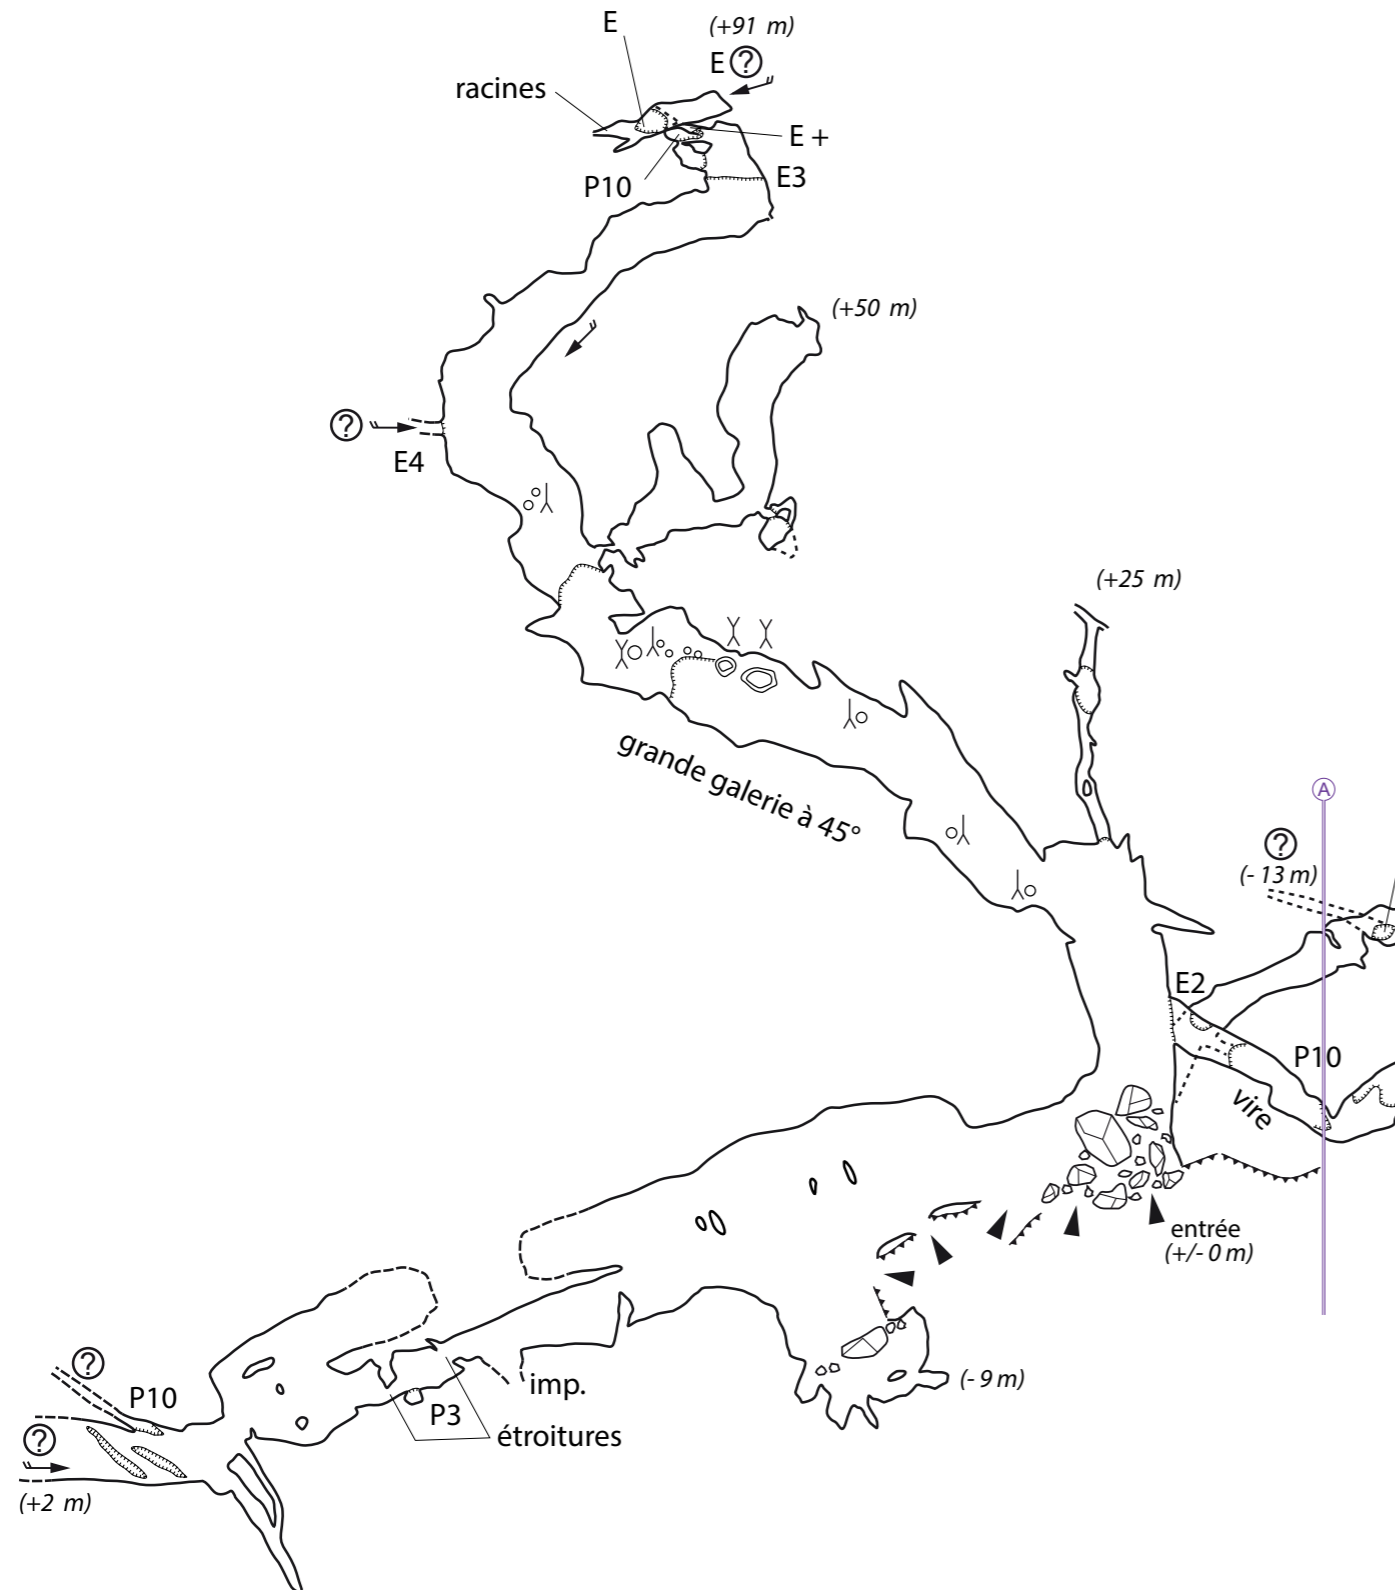 E
(+91 m)
E ?
racines
E +
P10
E3
(+50 m)
?
E4
(+25 m)
grande galerie à 45°
A
?
(- 13 m)
E2
P10
vire
entrée
(+/- 0 m)
?
P10
imp.
(- 9 m)
P3
étroitures
?
(+2 m)